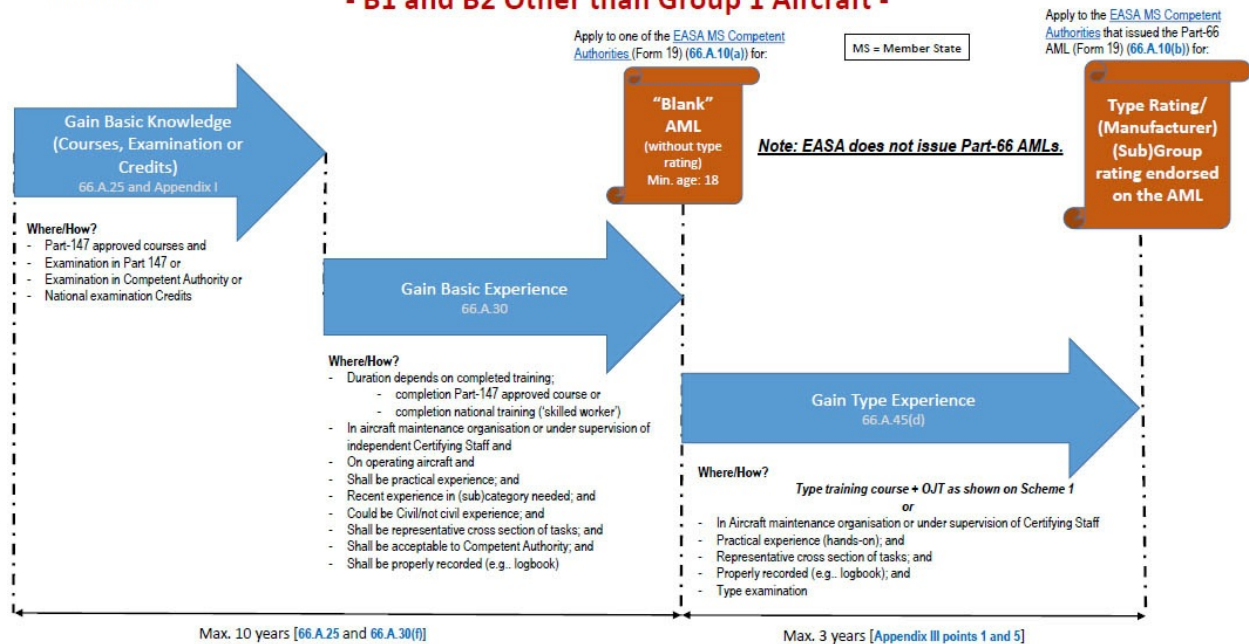 - B1 and B2 Other than Group 1 Aircraft -
Apply to one of the EASA MS Competent
Authorities (Form 19) (66.A.10(a)) for:
MS = Member State
Apply to the EASA MS Competent
Authorities that issued the Part-66
AML (Form 19) (66.A.10(b)) for:
Gain Basic Knowledge
(Courses, Examination or
Credits)
66.A.25 and Appendix I
"Blank"
AML
(without type
rating)
Min. age: 18
Note: EASA does not issue Part-66 AMLs.
Type Rating/
(Manufacturer)
(Sub)Group
rating endorsed
on the AML
Where/How?
- Part-147 approved courses and
- Examination in Part 147 or
- Examination in Competent Authority or
- National examination Credits
Gain Basic Experience
66.A.30
Where/How?
- Duration depends on completed training;
- completion Part-147 approved course or
- completion national training ('skilled worker')
- In aircraft maintenance organisation or under supervision of
independent Certifying Staff and
- On operating aircraft and
- Shall be practical experience; and
- Recent experience in (sub)category needed; and
- Could be Civil/not civil experience; and
- Shall be representative cross section of tasks; and
- Shall be acceptable to Competent Authority; and
- Shall be properly recorded (e.g.. logbook)
Gain Type Experience
66.A.45(d)
Where/How?
Type training course + OJT as shown on Scheme 1
or
- In Aircraft maintenance organisation or under supervision of Certifying Staff
- Practical experience (hands-on); and
- Representative cross section of tasks; and
- Properly recorded (e.g.. logbook); and
- Type examination
Max. 10 years [66.A.25 and 66.A.30(f)]
Max. 3 years [Appendix III points 1 and 5]